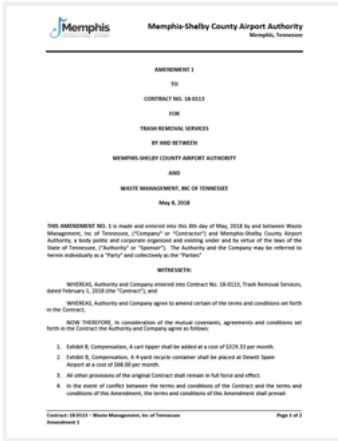 Memphis
Memphis-Shelby County Airport Authority
Memphis, Tennessee
AMENDMENT 1
TO
CONTRACT NO. 18-0113
FOR
TRASH REMOVAL SERVICES
BY AND BETWEEN
MEMPHIS-SHELBY COUNTY AIRPORT AUTHORITY
AND
WASTE MANAGEMENT, INC OF TENNESSEE
May 8, 2018
THIS AMENDMENT NO. 1 is made and entered into this 8th day of May, 2018 by and between Waste
Management, Inc of Tennessee, ("Company" or "Contractor") and Memphis-Shelby County Airport
Authority, a body politic and corporate organized and existing under and by virtue of the laws of the
State of Tennessee, ("Authority" or "Sponsor"). The Authority and the Company may be referred to
herein individually as a "Party" and collectively as the "Parties"
WITNESSETH:
WHEREAS, Authority and Company entered into Contract No. 18-0113, Trash Removal Services,
dated February 1, 2018 (the "Contract"); and
WHEREAS, Authority and Company agree to amend certain of the terms and conditions set forth
in the Contract;
NOW THEREFORE, in consideration of the mutual covenants, agreements and conditions set
forth in the Contract the Authority and Company agree as follows:
1. Exhibit B, Compensation, A cart tipper shall be added at a cost of $329.33 per month.
2. Exhibit B, Compensation, A 4-yard recycle container shall be placed at Dewitt Spain
Airport at a cost of $68.00 per month.
3. All other provisions of the original Contract shall remain in full force and effect.
4. In the event of conflict between the terms and conditions of the Contract and the terms and
conditions of this Amendment, the terms and conditions of this Amendment shall prevail.
Contract: 18-0113 – Waste Management; Inc of Tennessee
Page 1 of 2
Amendment 1